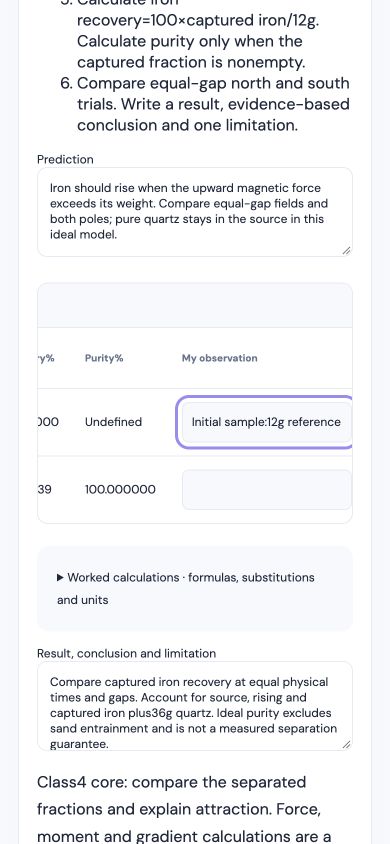 5. Calculate iron
recovery=100×captured iron/12g.
Calculate purity only when the
captured fraction is nonempty.
6. Compare equal-gap north and south
trials. Write a result, evidence-based
conclusion and one limitation.
Prediction
Iron should rise when the upward magnetic force
exceeds its weight. Compare equal-gap fields and
both poles; pure quartz stays in the source in this
ideal model.
ry% Purity% My observation
000 Undefined Initial sample:12g reference
39 100.000000
▶ Worked calculations · formulas, substitutions
and units
Result, conclusion and limitation
Compare captured iron recovery at equal physical
times and gaps. Account for source, rising and
captured iron plus36g quartz. Ideal purity excludes
sand entrainment and is not a measured separation
guarantee.
Class4 core: compare the separated
fractions and explain attraction. Force,
moment and gradient calculations are a